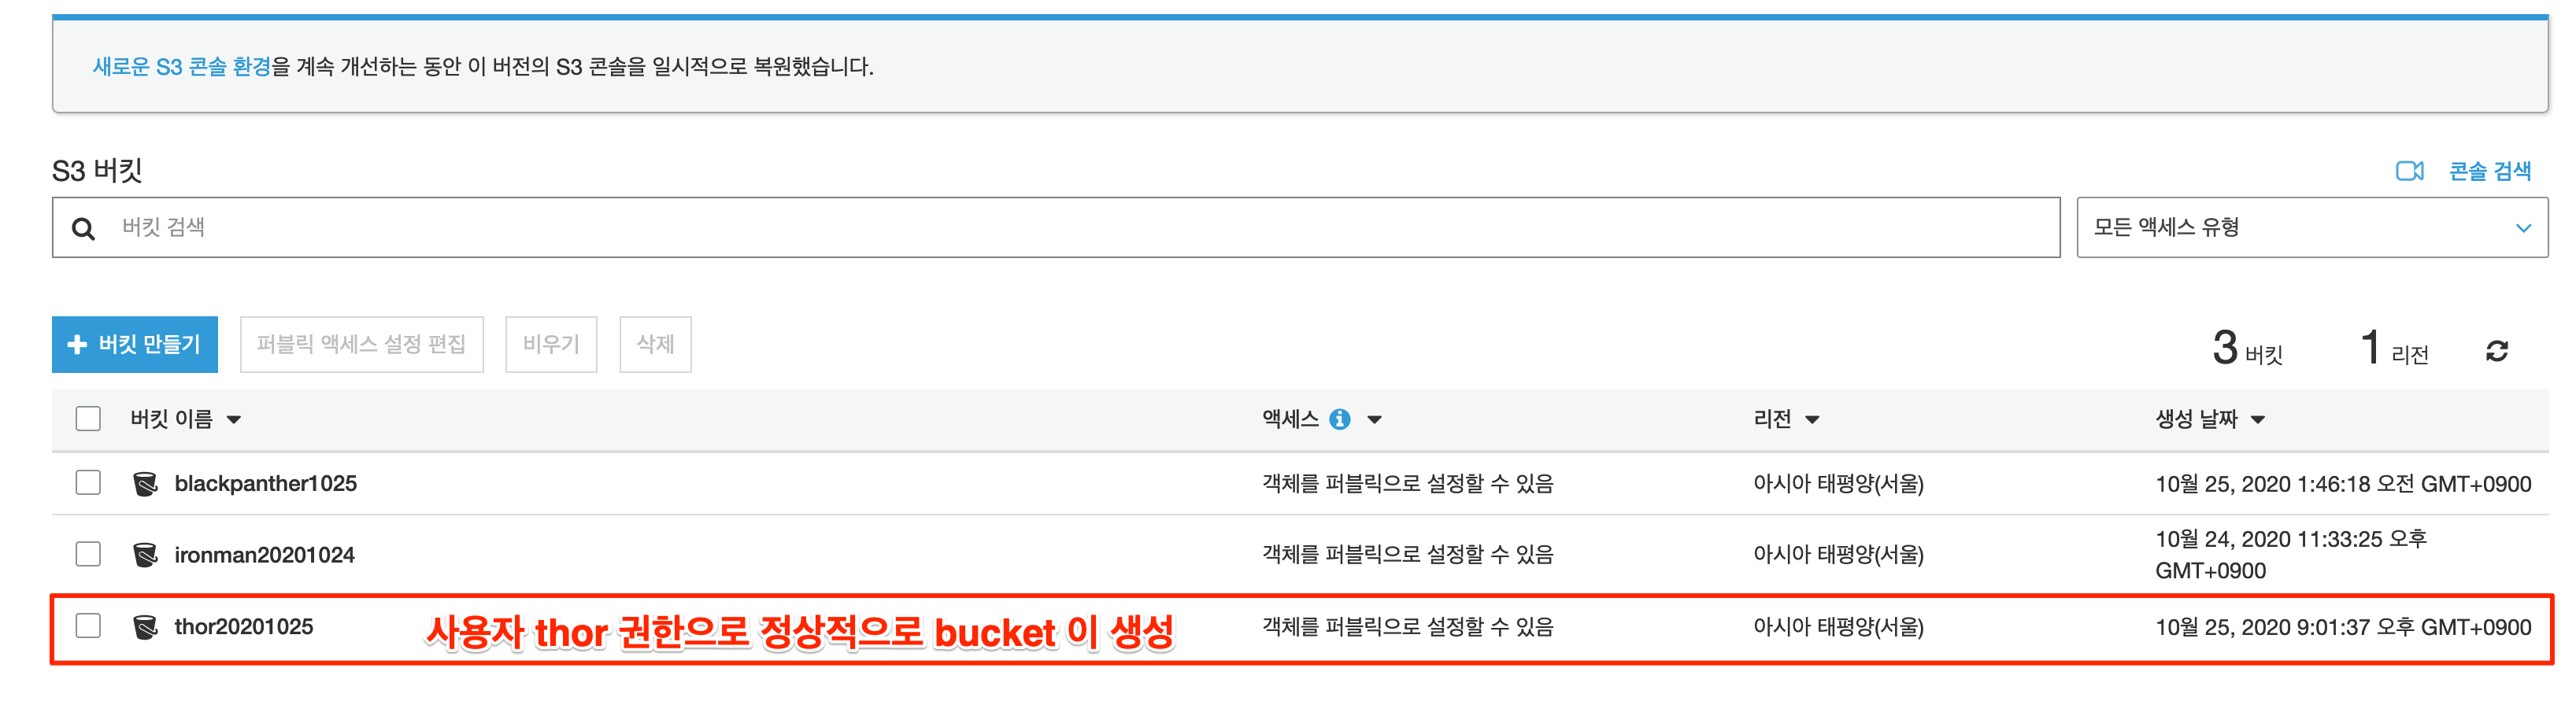 새로운 S3 콘솔 환경을 계속 개선하는 동안 이 버전의 S3 콘솔을 일시적으로 복원했습니다.
S3 버킷
콘솔 검색
버킷 검색
모든 액세스 유형
버킷 만들기
퍼블릭 액세스 설정 편집
비우기
삭제
3 버킷
1 리전
버킷 이름
액세스
리전
생성 날짜
blackpanther1025
객체를 퍼블릭으로 설정할 수 있음
아시아 태평양(서울)
10월 25, 2020 1:46:18 오전 GMT+0900
ironman20201024
객체를 퍼블릭으로 설정할 수 있음
아시아 태평양(서울)
10월 24, 2020 11:33:25 오후
GMT+0900
thor20201025
사용자 thor 권한으로 정상적으로 bucket 이 생성
객체를 퍼블릭으로 설정할 수 있음
아시아 태평양(서울)
10월 25, 2020 9:01:37 오후 GMT+0900